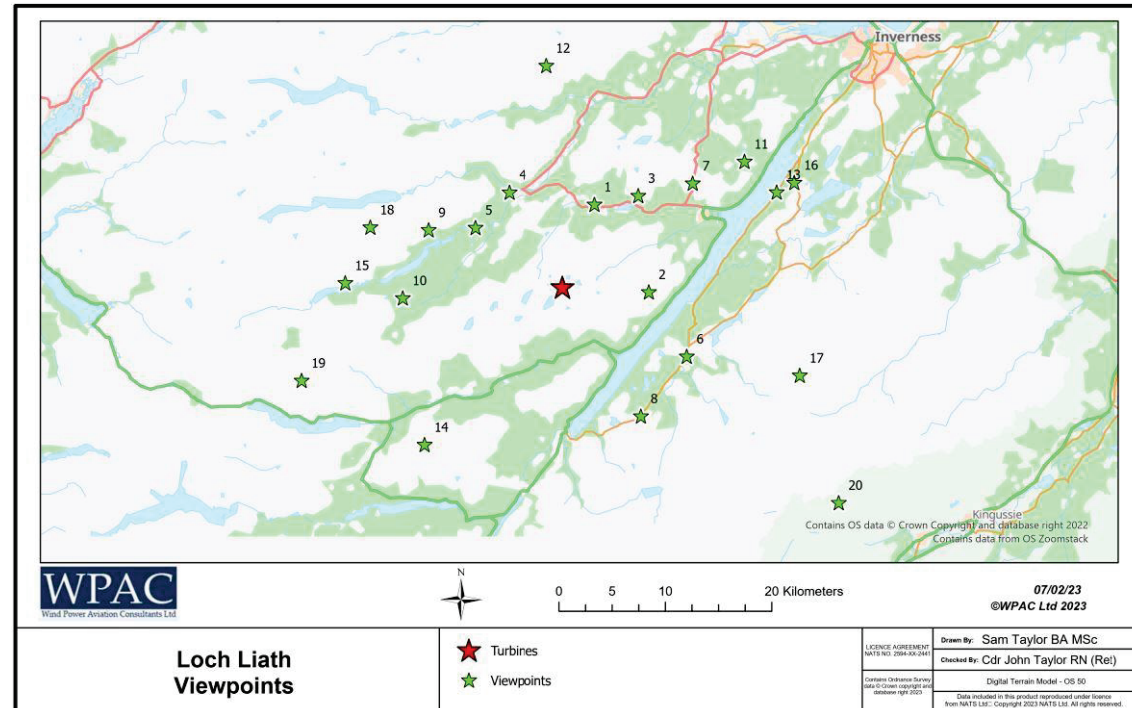 Inverness
12
11
7
16
13
4
3
1
18
9
5
15
10
2
6
19
17
8
14
20
Kingussie
Contains OS data © Crown Copyright and database right 2022
Contains data from OS Zoomstack
WPAC
Wind Power Aviation Consultants Ltd
N
0 5 10 20 Kilometers
07/02/23
©WPAC Ltd 2023
Loch Liath
Viewpoints
Turbines
Viewpoints
LICENCE AGREEMENT
NATS NO. 2594-XX-2441
Contains Ordnance Survey
data © Crown copyright and
database right 2023
Drawn By: Sam Taylor BA MSc
Checked By: Cdr John Taylor RN (Ret)
Digital Terrain Model - OS 50
Data included in this product reproduced under licence
from NATS Ltd.. Copyright 2023 NATS Ltd. All rights reserved.